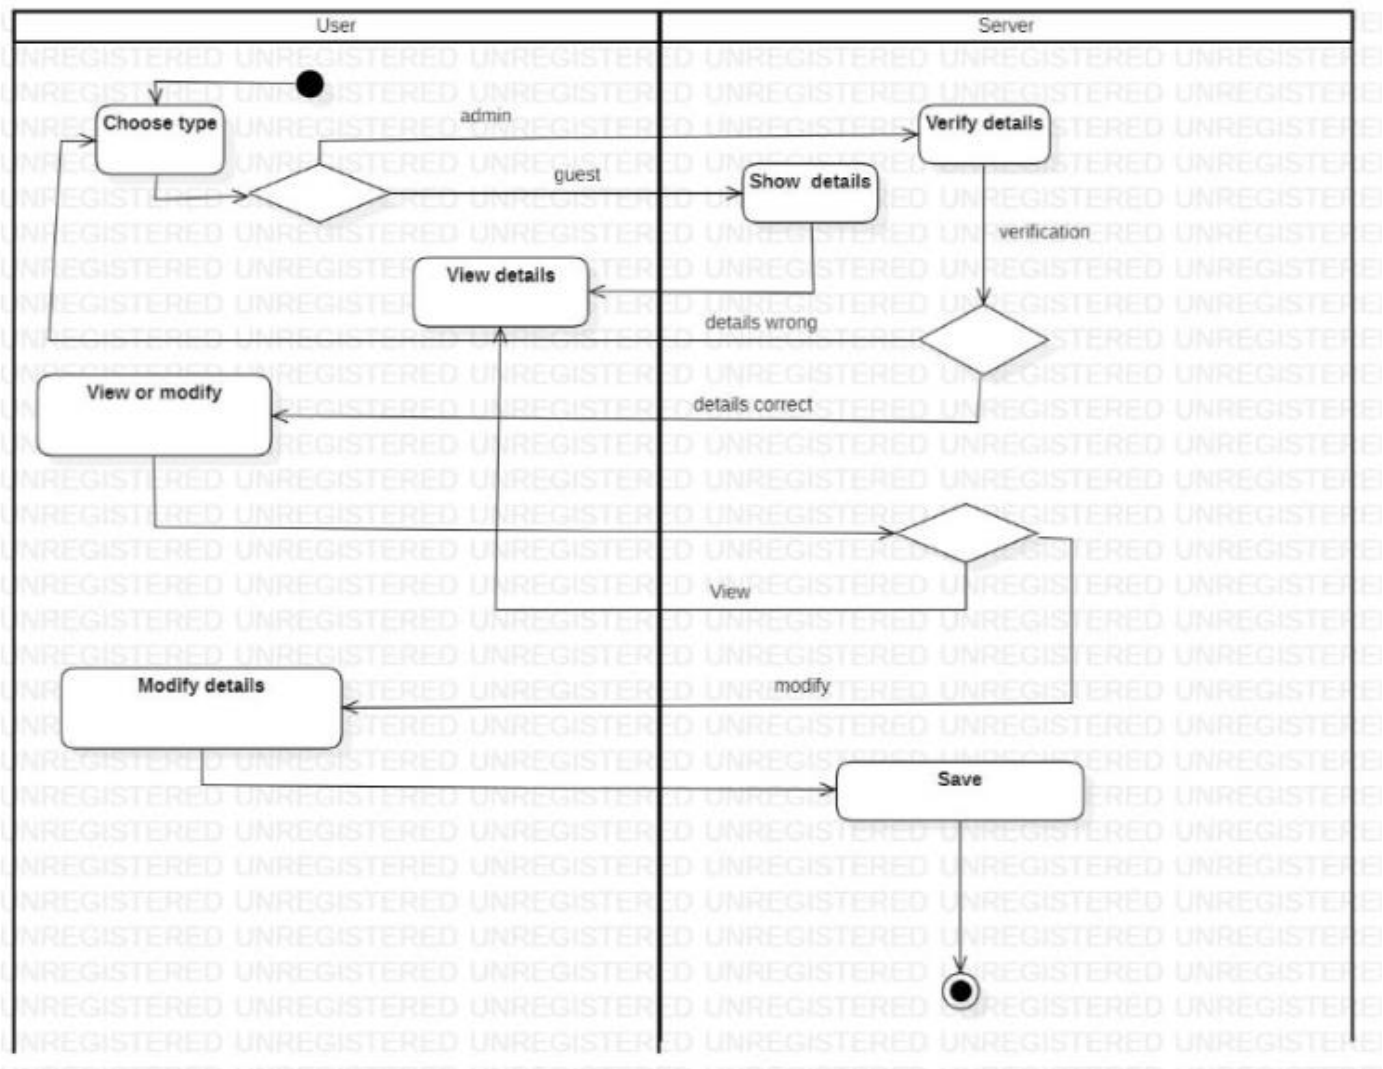 User
Server
Choose type
admin
Verify details
guest
Show details
verification
View details
details wrong
View or modify
details correct
View
Modify details
modify
Save
UNREGISTERED